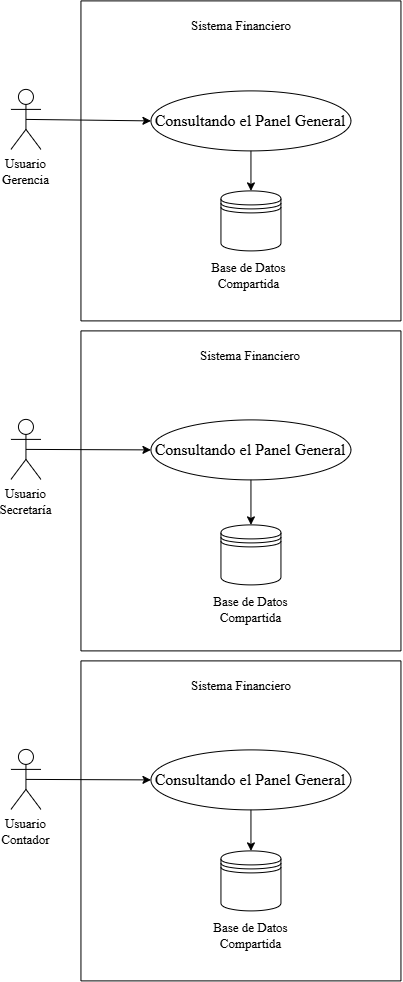 Sistema Financiero
Consultando el Panel General
Usuario
Gerencia
Base de Datos
Compartida
Sistema Financiero
Consultando el Panel General
Usuario
Secretaría
Base de Datos
Compartida
Sistema Financiero
Consultando el Panel General
Usuario
Contador
Base de Datos
Compartida